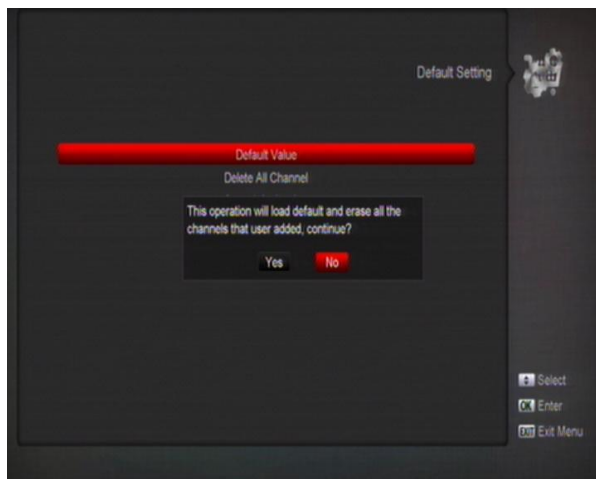 Default Setting
Default Value
Delete All Channel
This operation will load default and erase all the
channels that user added, continue?
Yes No
Select
OK Enter
EXIT Exit Menu